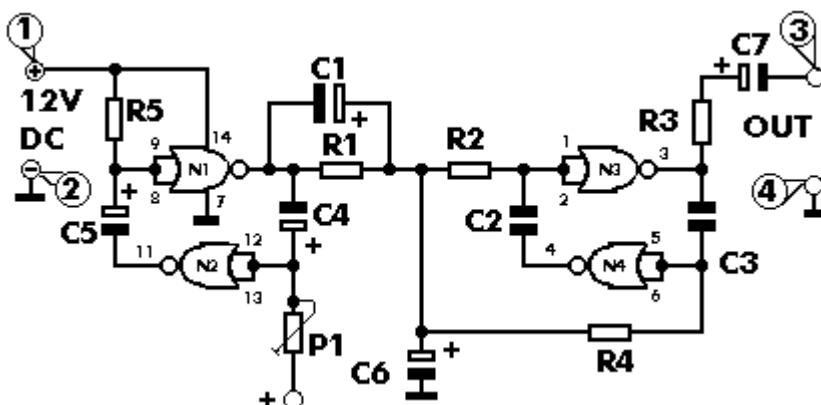 1
3
+
C7
+
C1
12V
R5
14
R3
DC
9
N1
+
R1
R2
1
N3
3
OUT
−
2
8
7
2
4
+
C5
C4
C2
11
12
+
4
5
C3
N2
N4
13
6
P1
+
R4
C6
+